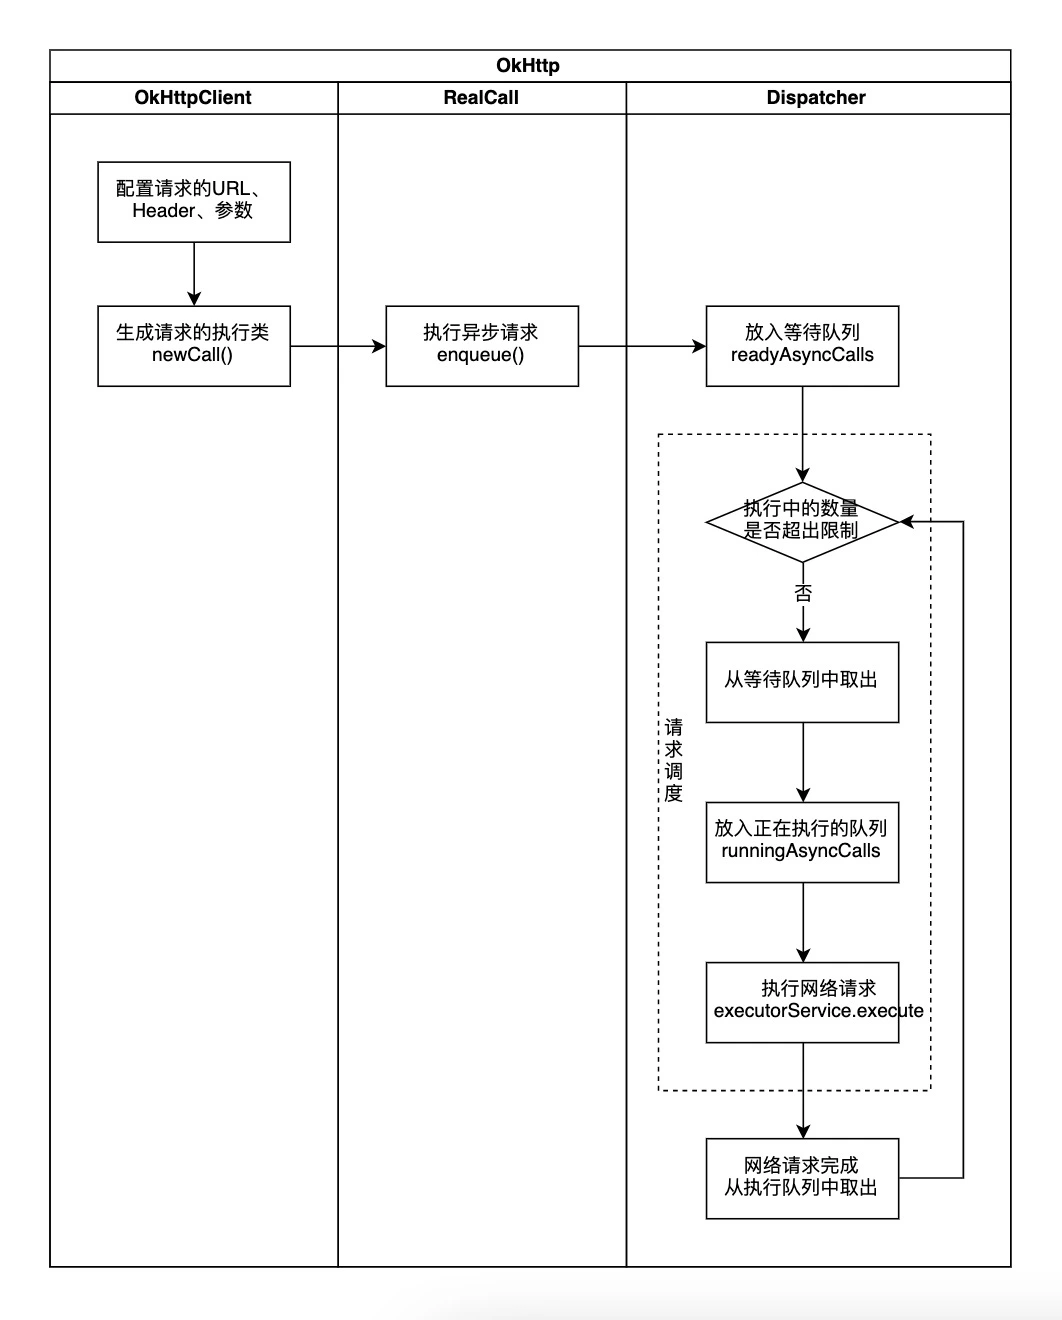 OkHttp
OkHttpClient
RealCall
Dispatcher
配置请求的URL、
Header、参数
生成请求的执行类
newCall()
执行异步请求
enqueue()
放入等待队列
readyAsyncCalls
执行中的数量
是否超出限制
否
从等待队列中取出
请
求
调
度
放入正在执行的队列
runningAsyncCalls
执行网络请求
executorService.execute
网络请求完成
从执行队列中取出